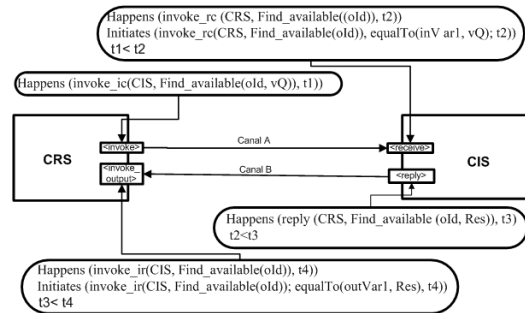 Happens (invoke_rc (CRS, Find_available((oId)), t2))
Initiates (invoke_rc(CRS, Find_available(oId)), equalTo(inV ar1, vQ); t2))
t1< t2
Happens (invoke_ic(CIS, Find_available(oId, vQ)), t1)
CRS
<invoke>
Canal A
<receive>
CIS
<invoke_
output>
Canal B
<reply>
Happens (reply (CRS, Find_available (oId, Res)), t3)
t2<t3
Happens (invoke_ir(CIS, Find_available(oId)), t4))
Initiates (invoke_ir(CIS, Find_available(oId)); equalTo(outVar1, Res), t4))
t3< t4